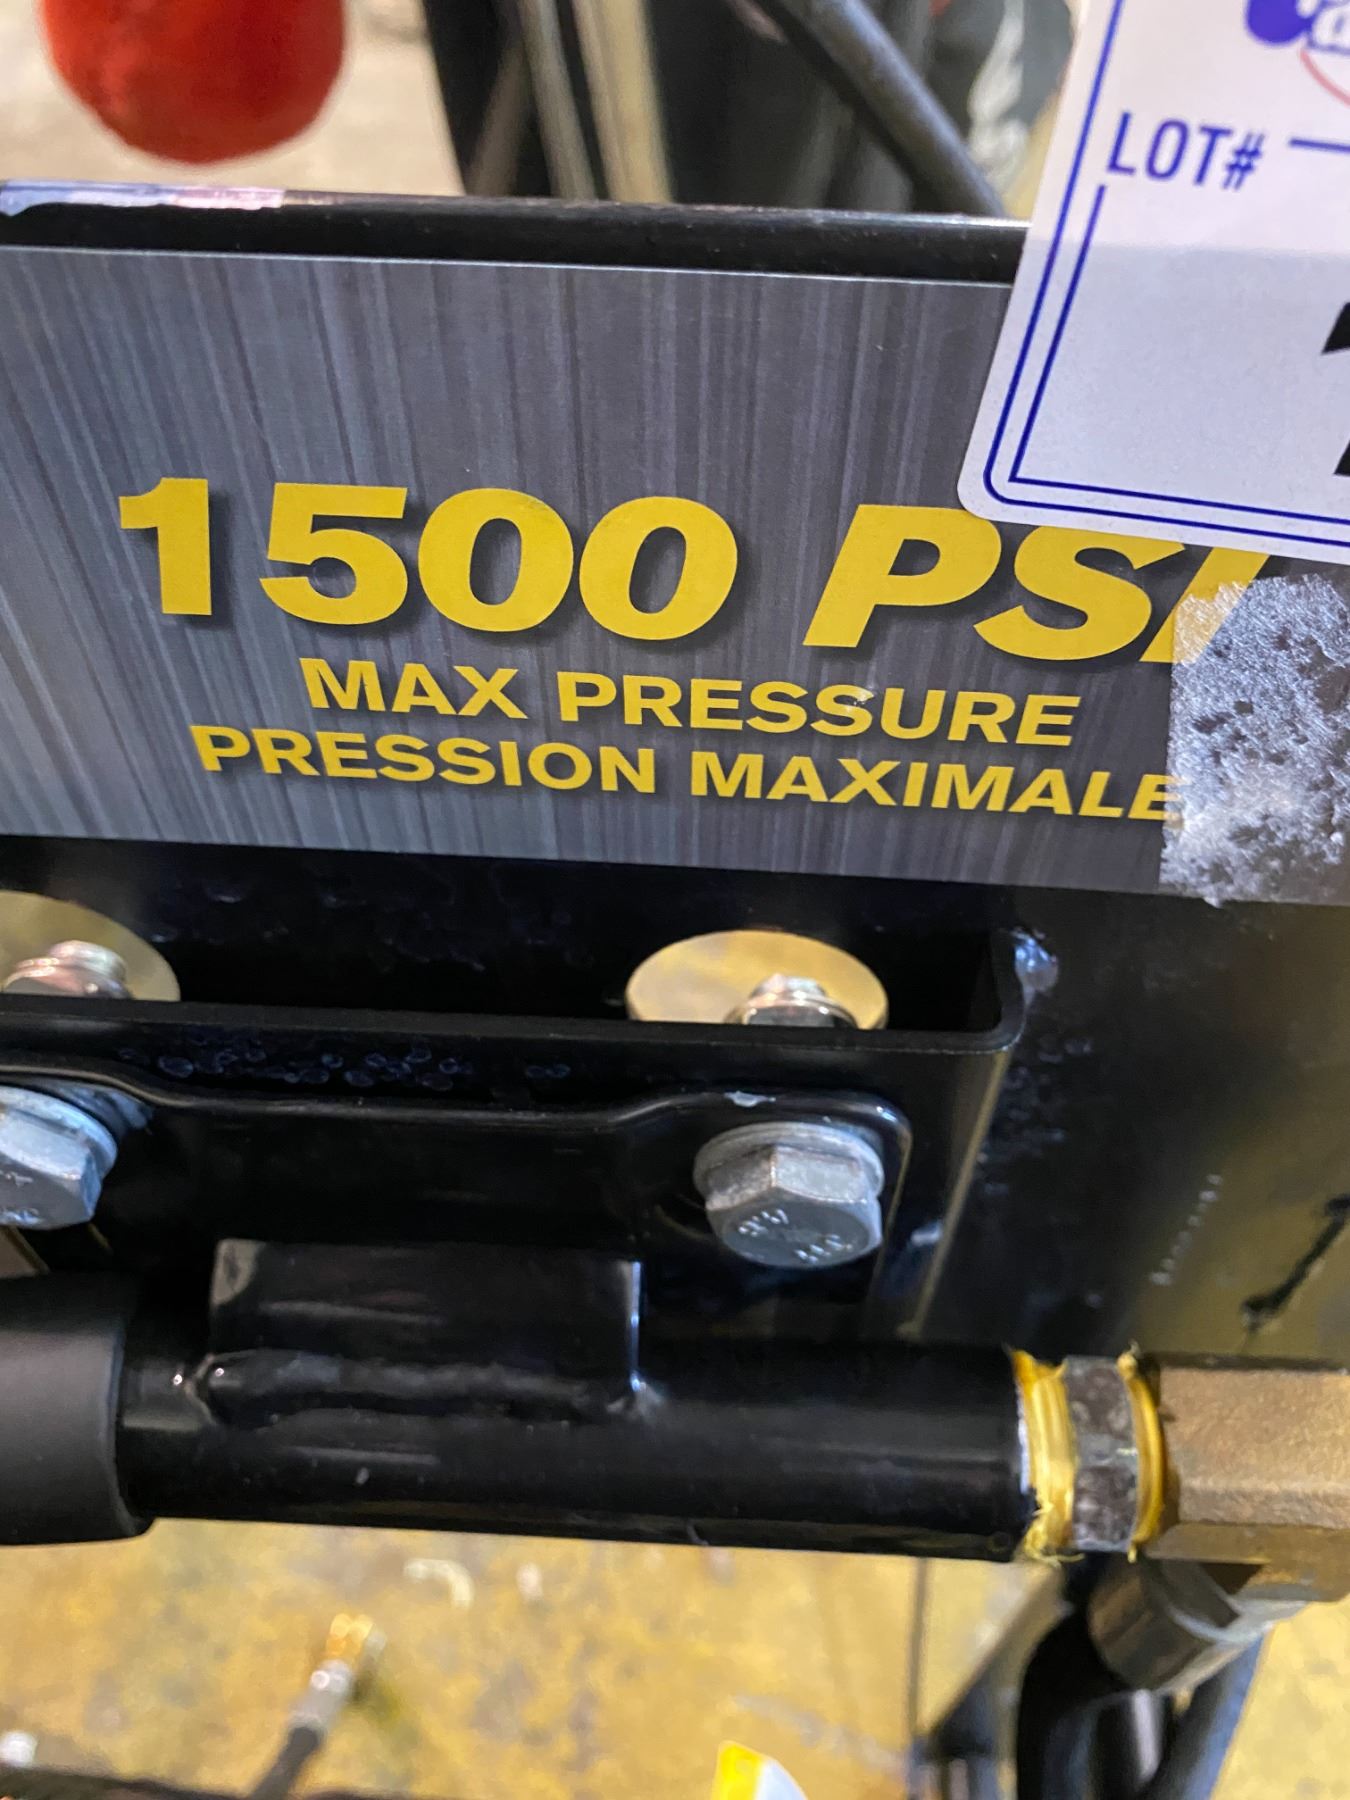 LOT#
1500 PSI
MAX PRESSURE
PRESSION MAXIMALE